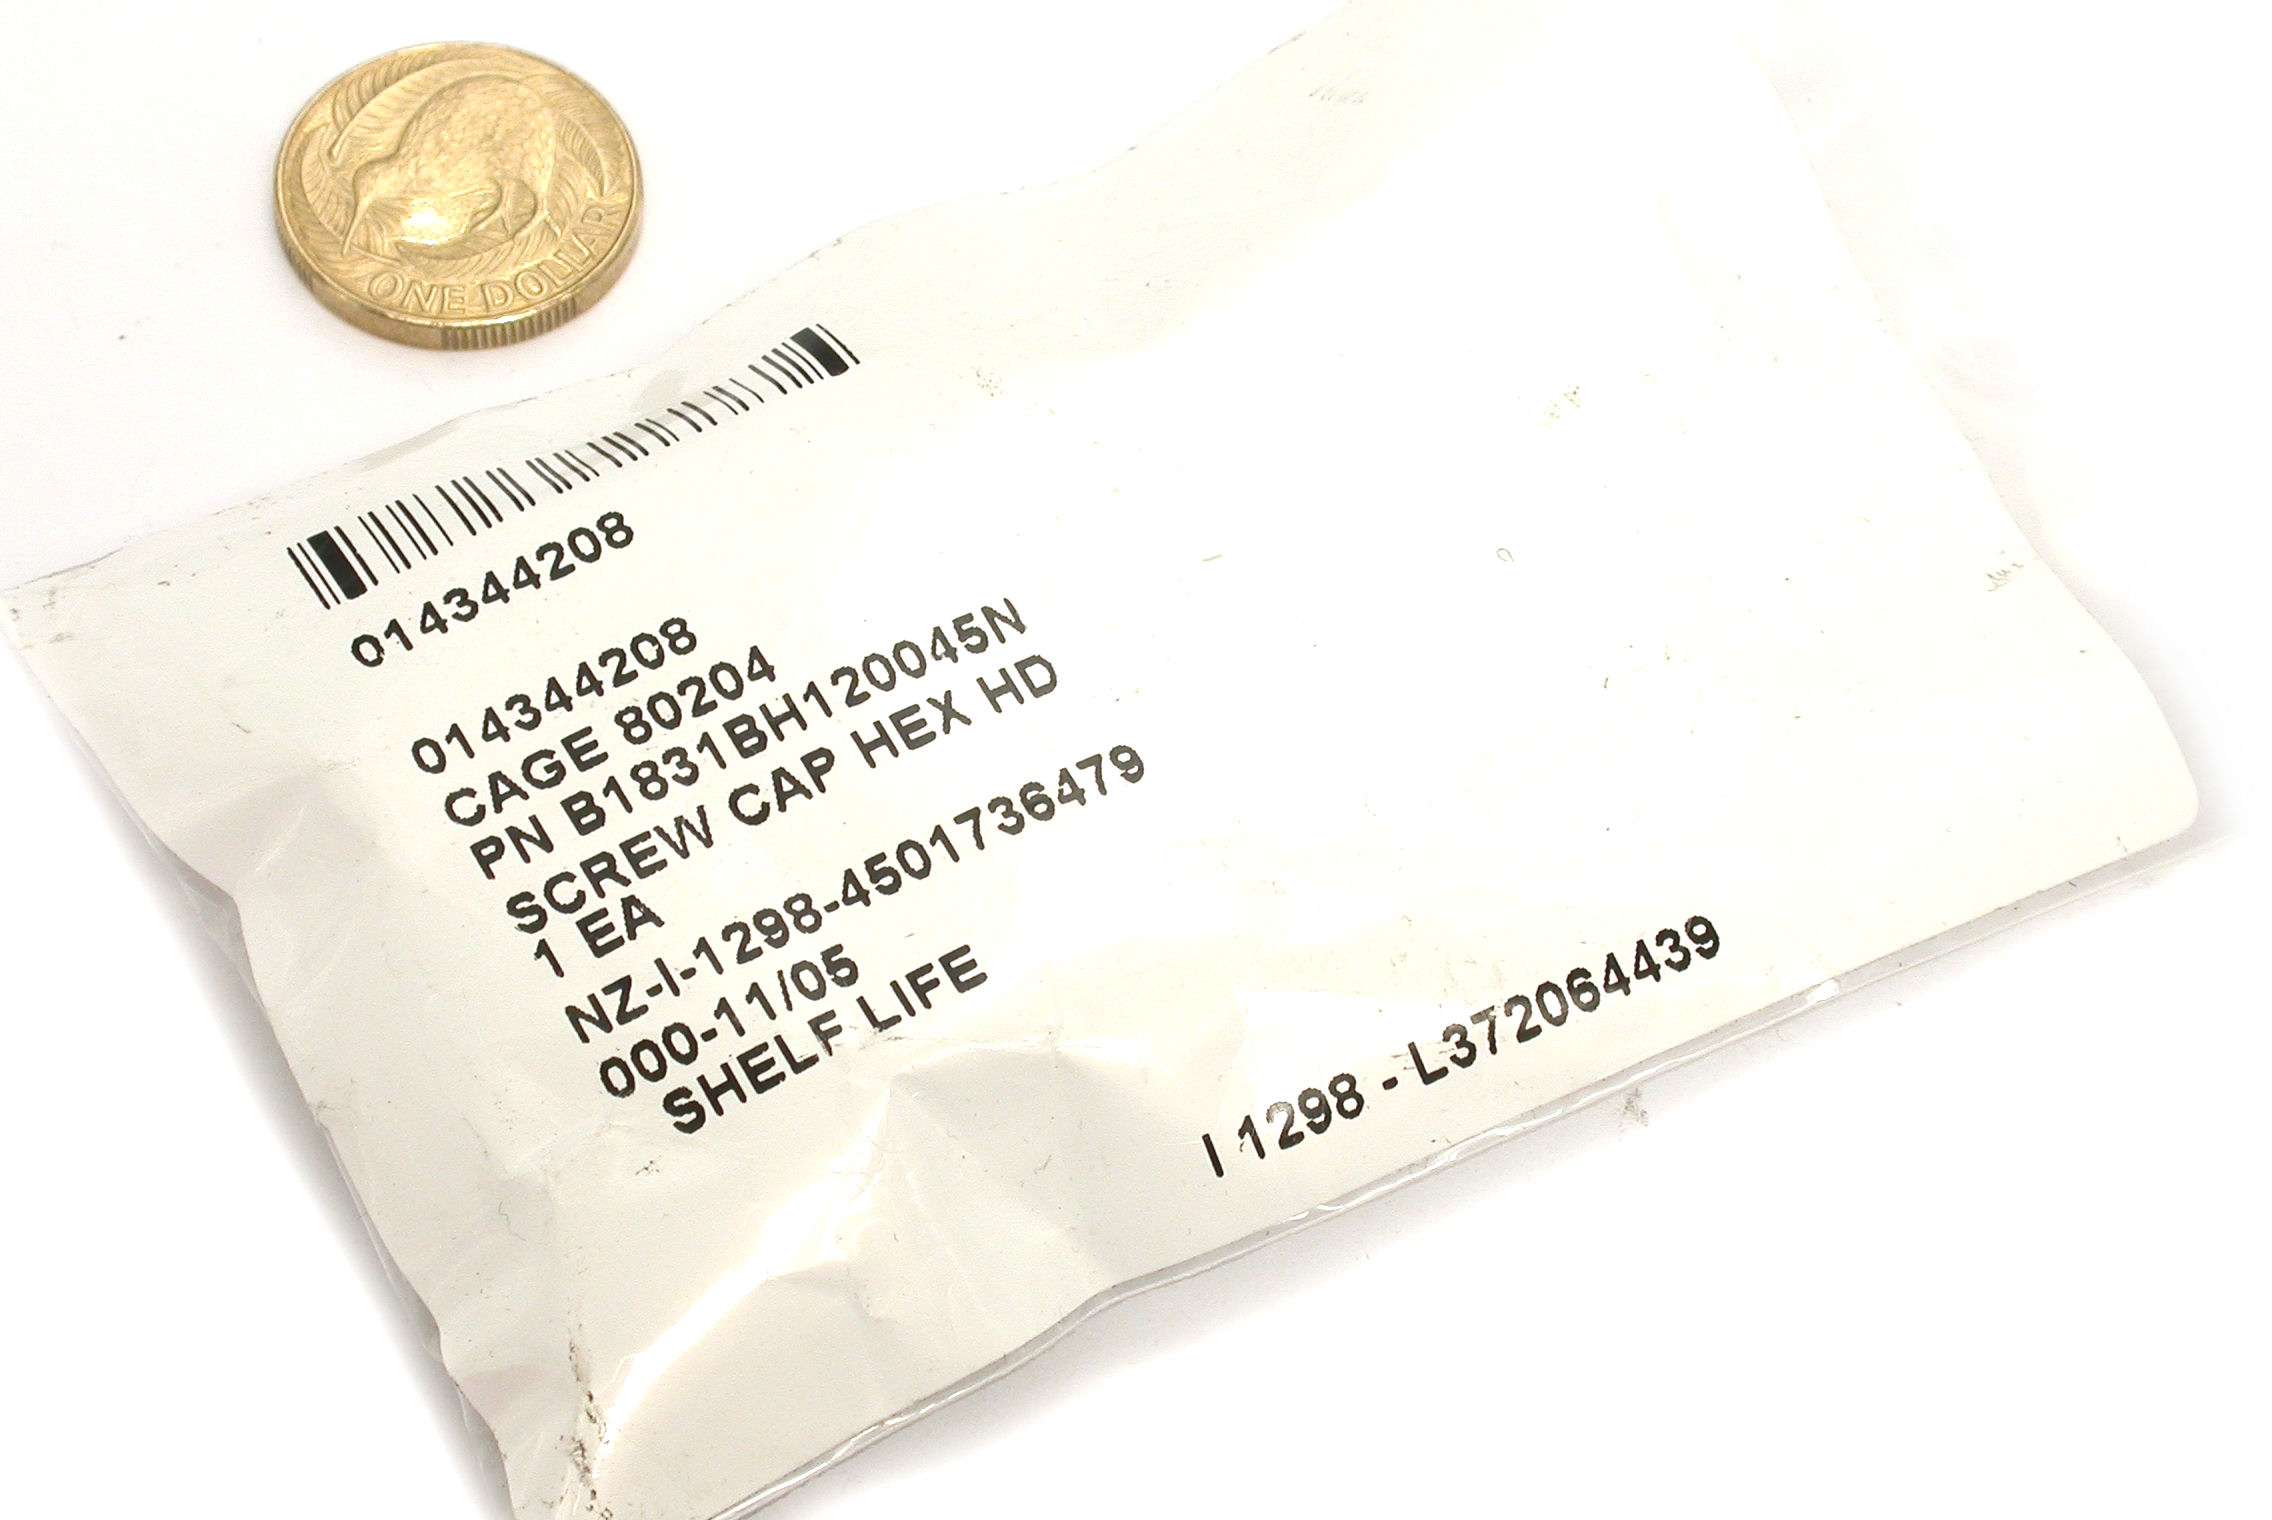 ONE DOLLAR
014344208
014344208
CAGE 80204
PN B1831BH120045N
SCREW CAP HEX HD
1 EA
NZ-I-1298-4501736479
000-11/05
SHELF LIFE
I 1298 - L372064439